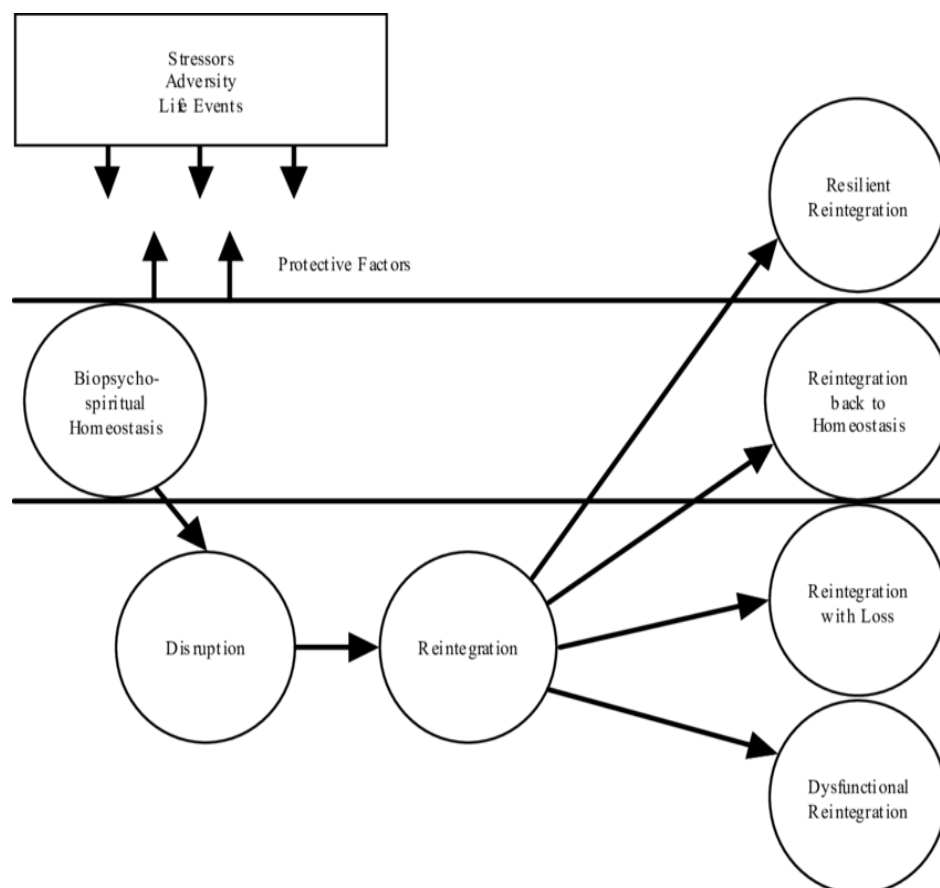 Stressors
Adversity
Life Events
Protective Factors
Resilient
Reintegration
Biopsycho-
spiritual
Homeostasis
Reintegration
back to
Homeostasis
Disruption
Reintegration
Reintegration
with Loss
Dysfunctional
Reintegration